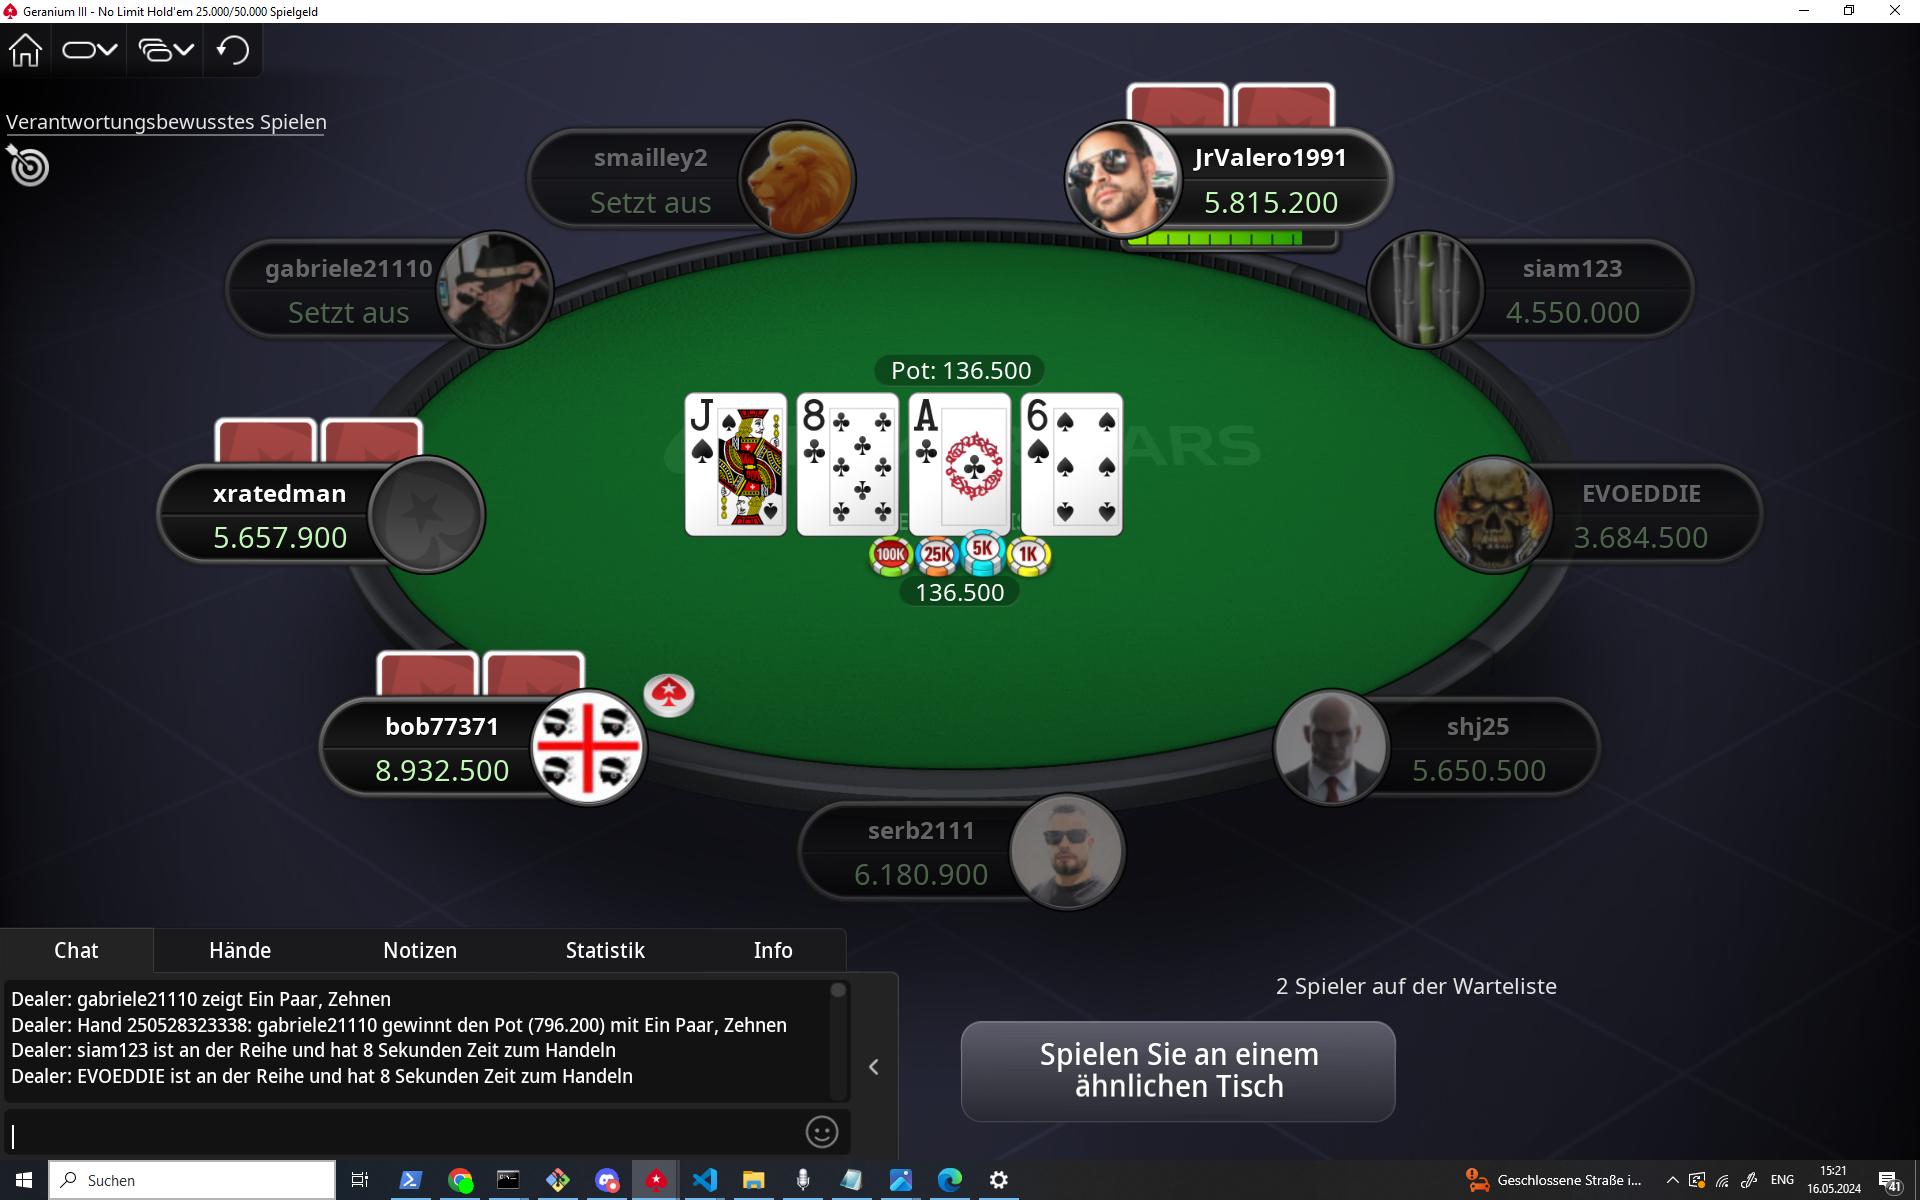 Geranium III - No Limit Hold'em 25.000/50.000 Spielgeld
Verantwortungsbewusstes Spielen
smailley2
Setzt aus
JrValero1991
5.815.200
gabriele21110
Setzt aus
siam123
4.550.000
Pot: 136.500
J
8
A
6
xratedman
5.657.900
EVOEDDIE
3.684.500
100K
25K
5K
1K
136.500
bob77371
8.932.500
shj25
5.650.500
serb2111
6.180.900
Chat
Hände
Notizen
Statistik
Info
Dealer: gabriele21110 zeigt Ein Paar, Zehnen
Dealer: Hand 250528323338: gabriele21110 gewinnt den Pot (796.200) mit Ein Paar, Zehnen
Dealer: siam123 ist an der Reihe und hat 8 Sekunden Zeit zum Handeln
Dealer: EVOEDDIE ist an der Reihe und hat 8 Sekunden Zeit zum Handeln
2 Spieler auf der Warteliste
Spielen Sie an einem
ähnlichen Tisch
Suchen
Geschlossene Straße i...
ENG
15:21
16.05.2024
41